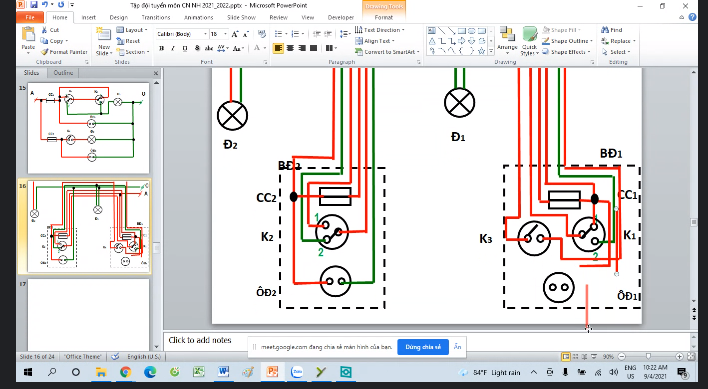 Tập đội tuyển môn CN NH 2021_2022.pptx - Microsoft PowerPoint
Drawing Tools
File Home Insert Design Transitions Animations Slide Show Review View Developer Format
Paste
Cut
Copy
Format Painter
Clipboard
New
Slide
Layout
Reset
Section
Slides
Calibri (Body) 18
Font
Paragraph
Text Direction
Align Text
Convert to SmartArt
Arrange
Quick
Styles
Shape Fill
Shape Outline
Shape Effects
Drawing
Find
Replace
Select
Editing
Slides Outline
15
A
O
16
A
17
Đ2
Đ1
BĐ2
BĐ1
CC2
CC1
1
K2
2
K3
1
K1
2
ÔĐ2
ÔĐ1
Click to add notes
meet.google.com đang chia sẻ màn hình của bạn. Dừng chia sẻ Ẩn
Slide 16 of 24 "Office Theme" English (U.S.) 90%
84°F Light rain
ENG
US
10:22 AM
9/4/2021